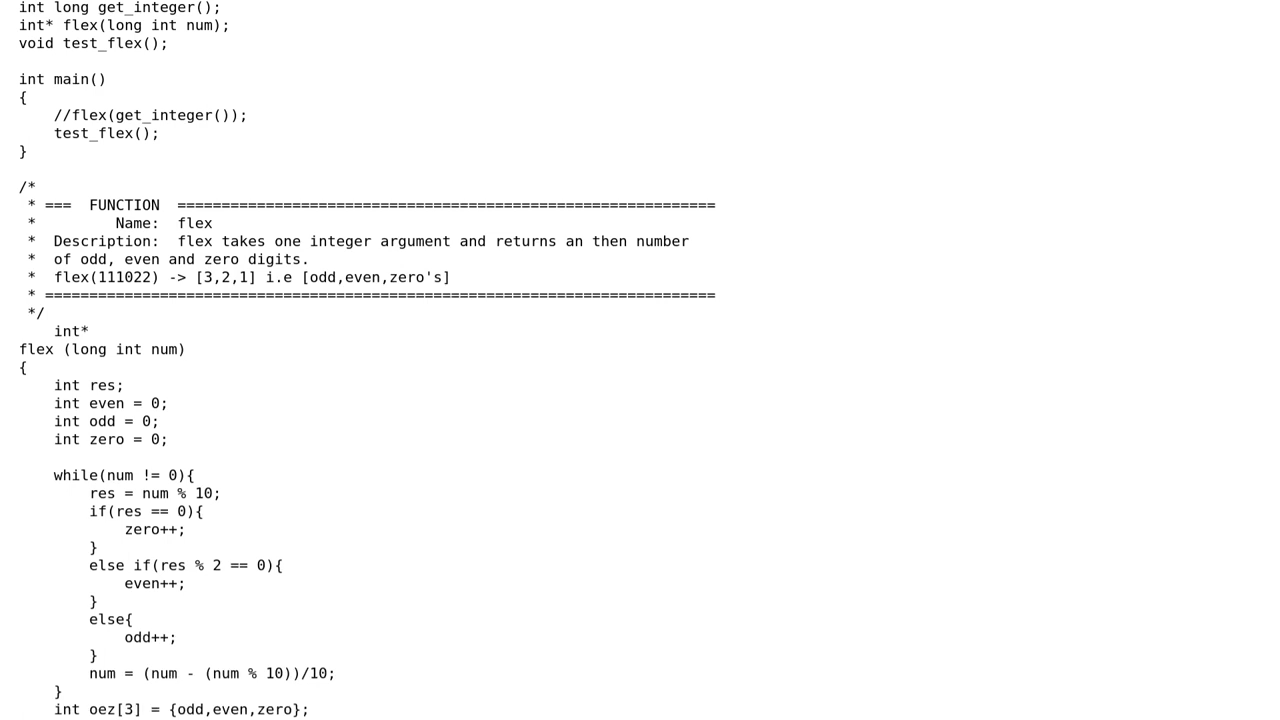 int long get_integer();
int* flex(long int num);
void test_flex();

int main()
{
    //flex(get_integer());
    test_flex();
}

/*
 * ===  FUNCTION  =============================================================
 *         Name:  flex
 *  Description:  flex takes one integer argument and returns an then number
 *  of odd, even and zero digits.
 *  flex(111022) -> [3,2,1] i.e [odd,even,zero's]
 * ============================================================================
 */
    int*
flex (long int num)
{
    int res;
    int even = 0;
    int odd = 0;
    int zero = 0;

    while(num != 0){
        res = num % 10;
        if(res == 0){
            zero++;
        }
        else if(res % 2 == 0){
            even++;
        }
        else{
            odd++;
        }
        num = (num - (num % 10))/10;
    }
    int oez[3] = {odd,even,zero};